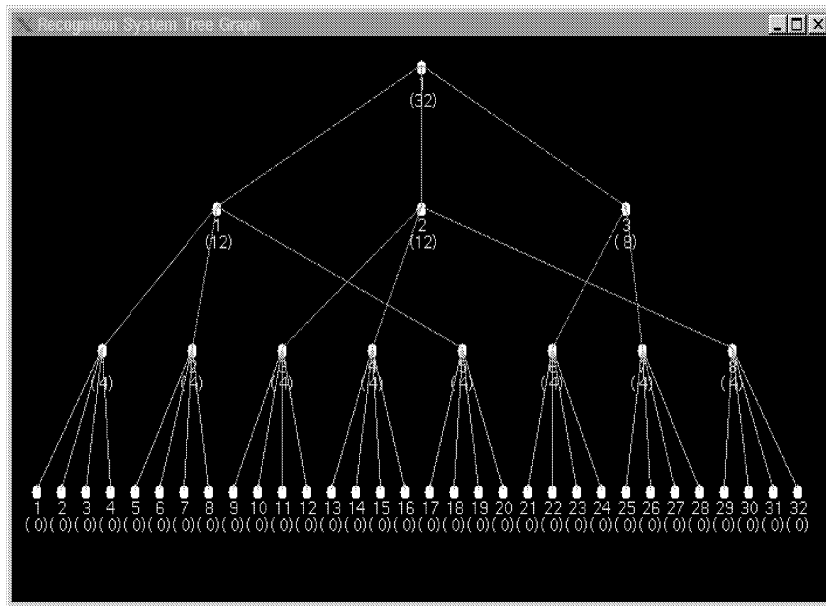 Recognition System Tree Graph
(32)
1 2 3
(12) (12) ( 8)
( 4) ( 4) ( 4) ( 4) ( 4) ( 4) ( 4) ( 4)
1 2 3 4 5 6 7 8 9 10 11 12 13 14 15 16 17 18 19 20 21 22 23 24 25 26 27 28 29 30 31 32
( 0) ( 0) ( 0) ( 0) ( 0) ( 0) ( 0) ( 0) ( 0) ( 0) ( 0) ( 0) ( 0) ( 0) ( 0) ( 0) ( 0) ( 0) ( 0) ( 0) ( 0) ( 0) ( 0) ( 0) ( 0) ( 0) ( 0) ( 0) ( 0) ( 0) ( 0) ( 0)